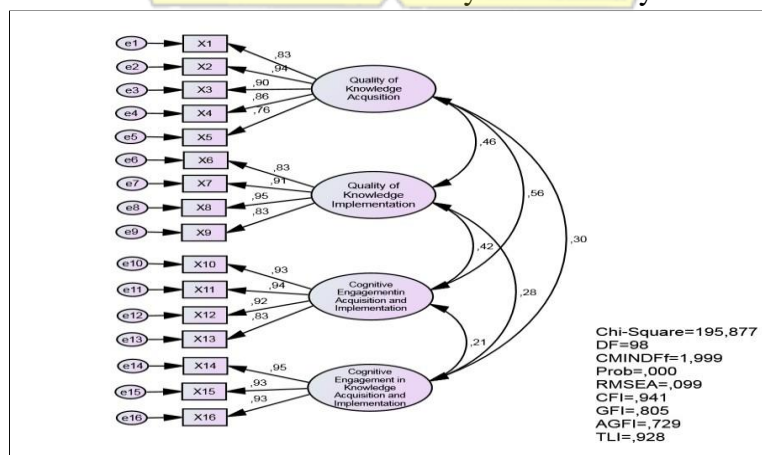 e1 X1 ,83
e2 X2 ,94
e3 X3 ,90
e4 X4 ,86
e5 X5 ,76
Quality of
Knowledge
Acqusition
e6 X6 ,83
e7 X7 ,91
e8 X8 ,95
e9 X9 ,83
Quality of
Knowledge
Implementation
e10 X10 ,93
e11 X11 ,94
e12 X12 ,92
e13 X13 ,83
Cognitive
Engagementin
Acquisition and
Implementation
e14 X14 ,95
e15 X15 ,93
e16 X16 ,93
Cognitive
Engagement in
Knowledge
Acquisition and
Implementation
,46
,56
,30
,42
,28
,21
Chi-Square=195,877
DF=98
CMINDFf=1,999
Prob=,000
RMSEA=,099
CFI=,941
GFI=,805
AGFI=,729
TLI=,928